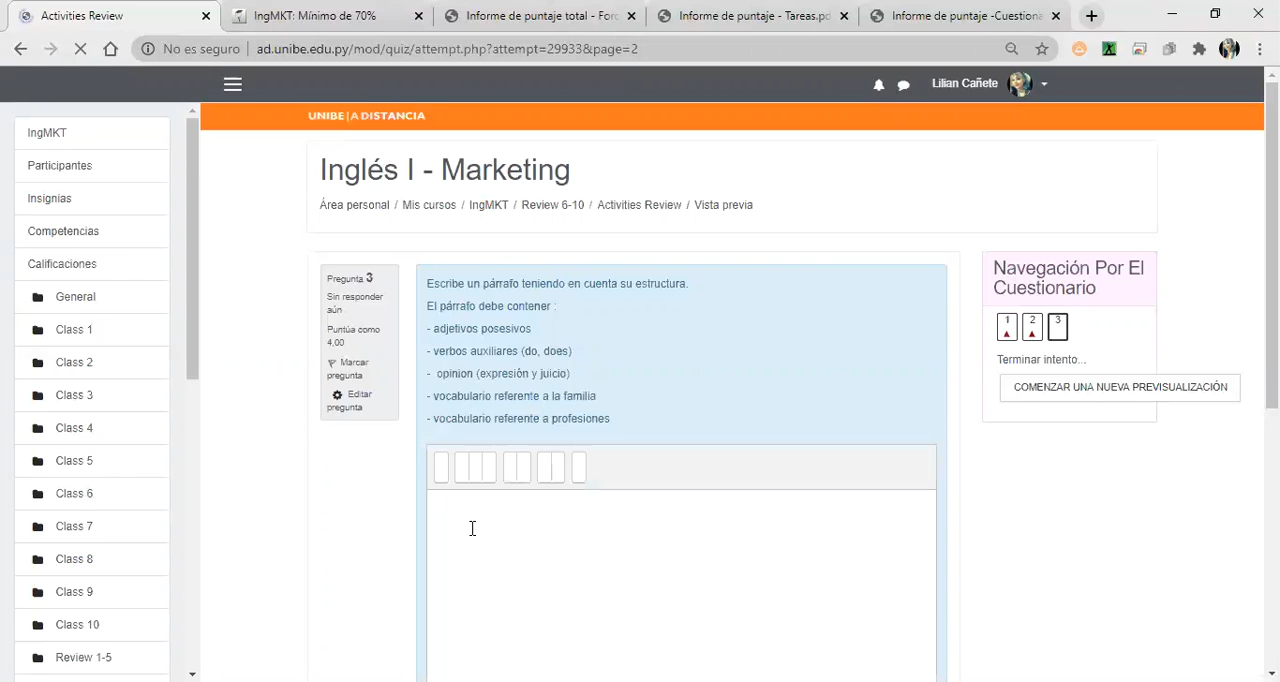 Activities Review
IngMKT: Mínimo de 70%
Informe de puntaje total - Foro
Informe de puntaje - Tareas.pd
Informe de puntaje -Cuestiona
No es seguro
ad.unibe.edu.py/mod/quiz/attempt.php?attempt=29933&page=2
Lilian Cañete
UNIBE|A DISTANCIA
IngMKT
Participantes
Insignias
Competencias
Calificaciones
General
Class 1
Class 2
Class 3
Class 4
Class 5
Class 6
Class 7
Class 8
Class 9
Class 10
Review 1-5
Inglés I - Marketing
Área personal / Mis cursos / IngMKT / Review 6-10 / Activities Review / Vista previa
Pregunta 3
Sin responder
aún
Puntúa como
4,00
Marcar
pregunta
Editar
pregunta
Escribe un párrafo teniendo en cuenta su estructura.
El párrafo debe contener :
- adjetivos posesivos
- verbos auxiliares (do, does)
- opinion (expresión y juicio)
- vocabulario referente a la familia
- vocabulario referente a profesiones
Navegación Por El
Cuestionario
1 2 3
Terminar intento...
COMENZAR UNA NUEVA PREVISUALIZACIÓN